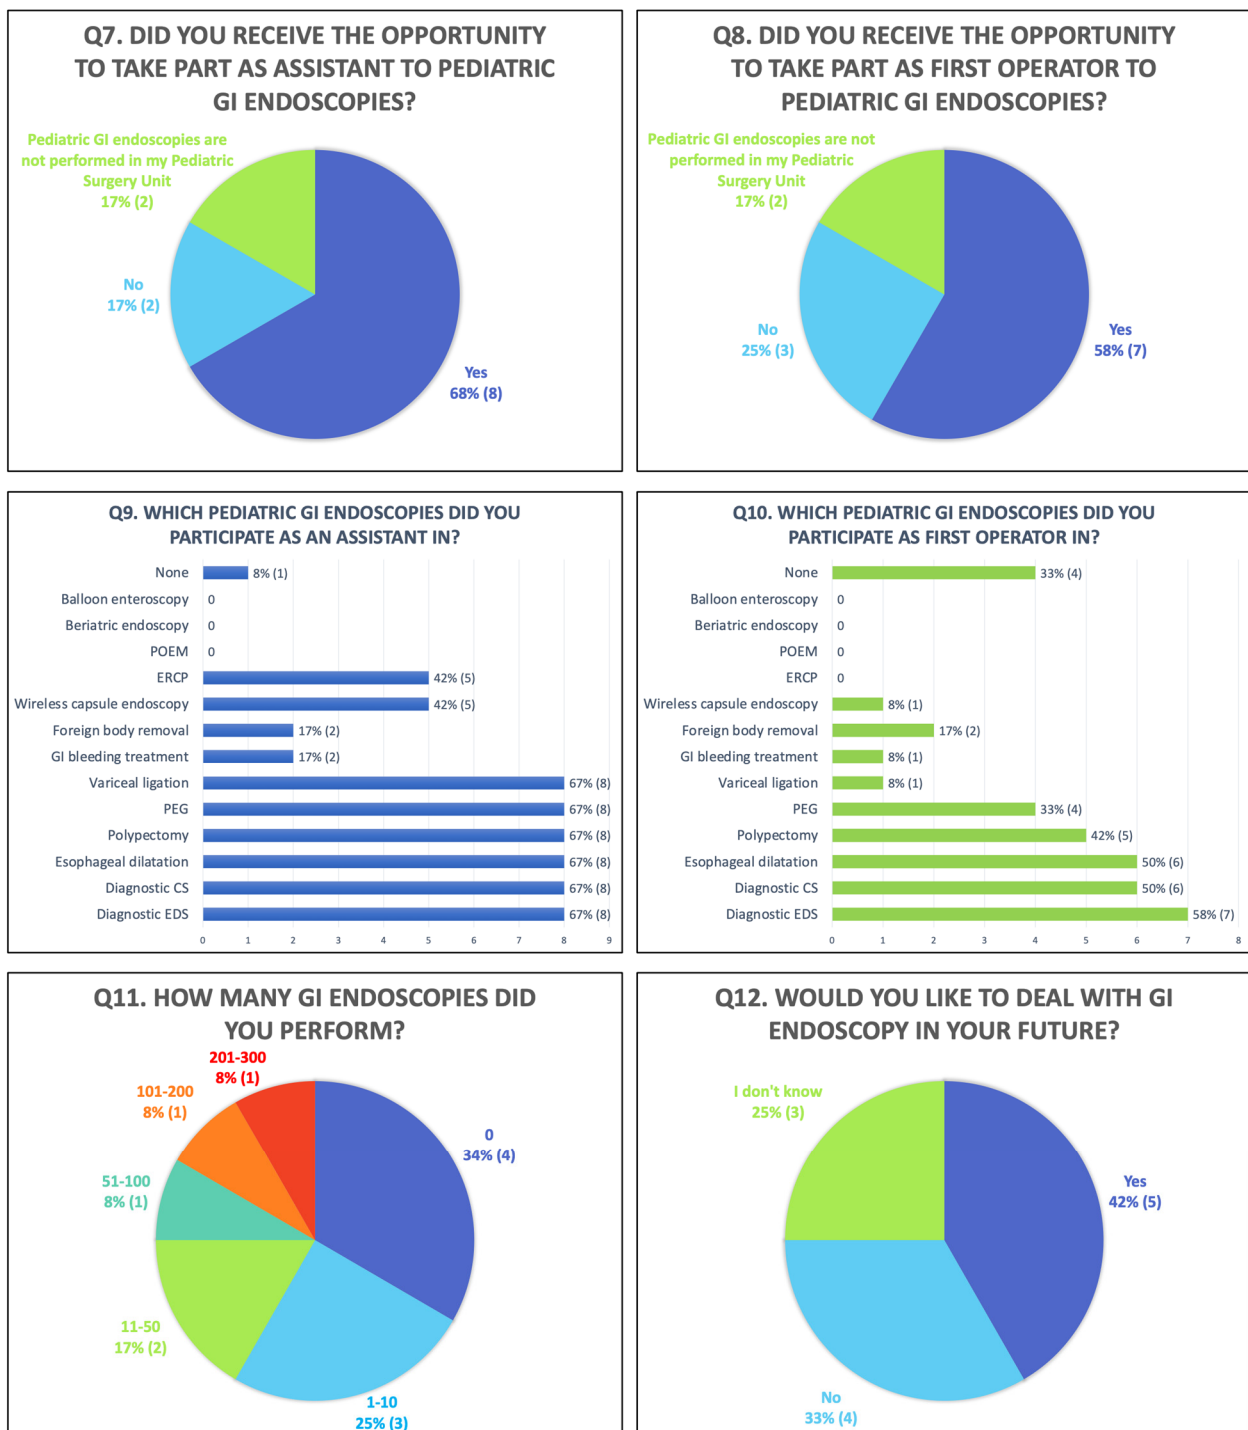 Q7. DID YOU RECEIVE THE OPPORTUNITY
TO TAKE PART AS ASSISTANT TO PEDIATRIC
GI ENDOSCOPIES?
Pediatric GI endoscopies are
not performed in my Pediatric
Surgery Unit
17% (2)
No
17% (2)
Yes
68% (8)
Q8. DID YOU RECEIVE THE OPPORTUNITY
TO TAKE PART AS FIRST OPERATOR TO
PEDIATRIC GI ENDOSCOPIES?
Pediatric GI endoscopies are not
performed in my Pediatric
Surgery Unit
17% (2)
No
25% (3)
Yes
58% (7)
Q9. WHICH PEDIATRIC GI ENDOSCOPIES DID YOU
PARTICIPATE AS AN ASSISTANT IN?
None 8% (1)
Balloon enteroscopy 0
Beriatric endoscopy 0
POEM 0
ERCP 42% (5)
Wireless capsule endoscopy 42% (5)
Foreign body removal 17% (2)
GI bleeding treatment 17% (2)
Variceal ligation 67% (8)
PEG 67% (8)
Polypectomy 67% (8)
Esophageal dilatation 67% (8)
Diagnostic CS 67% (8)
Diagnostic EDS 67% (8)
0 1 2 3 4 5 6 7 8 9
Q10. WHICH PEDIATRIC GI ENDOSCOPIES DID YOU
PARTICIPATE AS FIRST OPERATOR IN?
None 33% (4)
Balloon enteroscopy 0
Beriatric endoscopy 0
POEM 0
ERCP 0
Wireless capsule endoscopy 8% (1)
Foreign body removal 17% (2)
GI bleeding treatment 8% (1)
Variceal ligation 8% (1)
PEG 33% (4)
Polypectomy 42% (5)
Esophageal dilatation 50% (6)
Diagnostic CS 50% (6)
Diagnostic EDS 58% (7)
0 1 2 3 4 5 6 7 8
Q11. HOW MANY GI ENDOSCOPIES DID
YOU PERFORM?
201-300
8% (1)
101-200
8% (1)
51-100
8% (1)
11-50
17% (2)
1-10
25% (3)
0
34% (4)
Q12. WOULD YOU LIKE TO DEAL WITH GI
ENDOSCOPY IN YOUR FUTURE?
I don't know
25% (3)
Yes
42% (5)
No
33% (4)